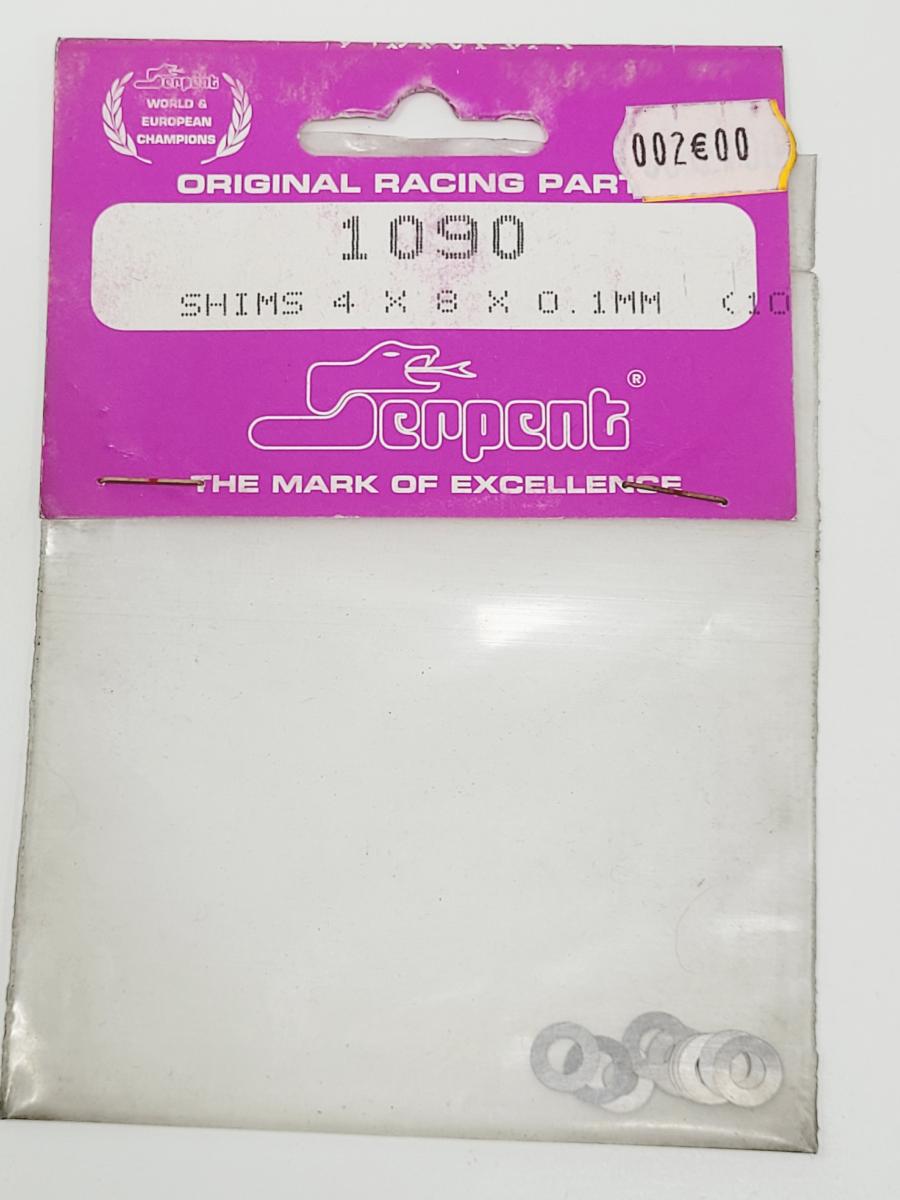 Serpent
WORLD &
EUROPEAN
CHAMPIONS
002€00
ORIGINAL RACING PART
1090
SHIMS 4 X 8 X 0.1MM (10
Serpent®
THE MARK OF EXCELLENCE